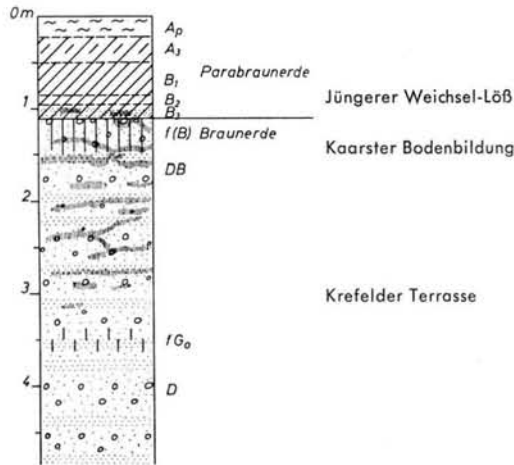 0m
Ap
A3
B1
Parabraunerde
B2
Jüngerer Weichsel-Löß
1
B3
f(B) Braunerde
Kaarster Bodenbildung
DB
2
3
Krefelder Terrasse
fGo
4
D